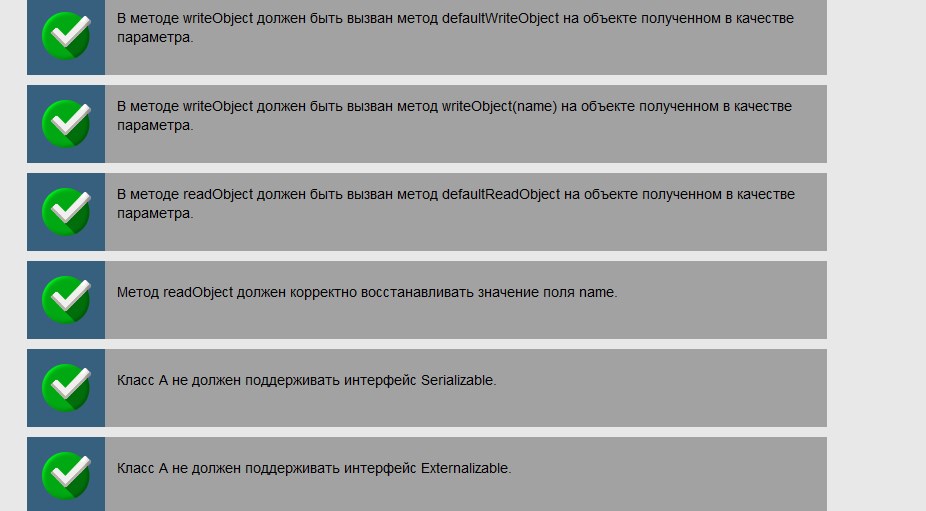 В методе writeObject должен быть вызван метод defaultWriteObject на объекте полученном в качестве
параметра.
В методе writeObject должен быть вызван метод writeObject(name) на объекте полученном в качестве
параметра.
В методе readObject должен быть вызван метод defaultReadObject на объекте полученном в качестве
параметра.
Метод readObject должен корректно восстанавливать значение поля name.
Класс A не должен поддерживать интерфейс Serializable.
Класс A не должен поддерживать интерфейс Externalizable.